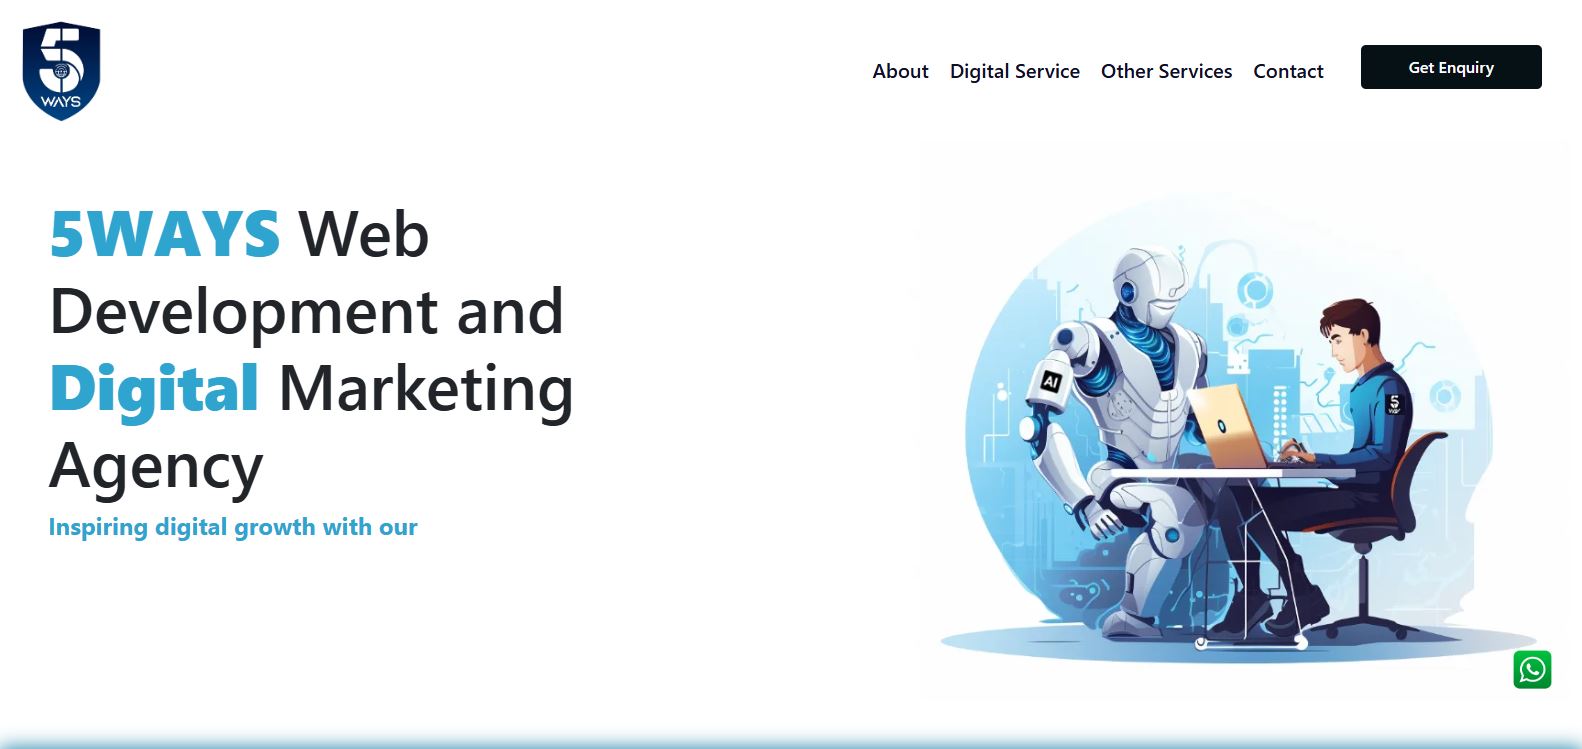 5
WAYS
About Digital Service Other Services Contact Get Enquiry
5WAYS Web
Development and
Digital Marketing
Agency
Inspiring digital growth with our
AI
5